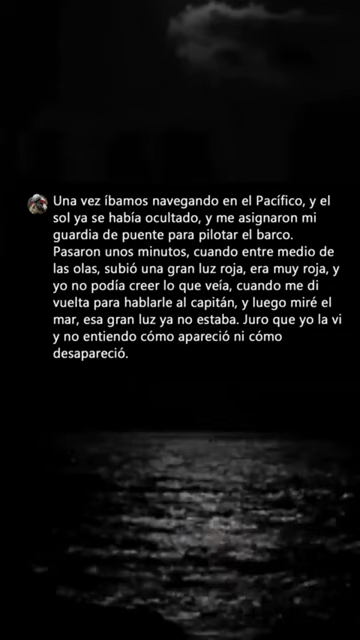 Una vez íbamos navegando en el Pacífico, y el
sol ya se había ocultado, y me asignaron mi
guardia de puente para pilotar el barco.
Pasaron unos minutos, cuando entre medio de
las olas, subió una gran luz roja, era muy roja, y
yo no podía creer lo que veía, cuando me di
vuelta para hablarle al capitán, y luego miré el
mar, esa gran luz ya no estaba. Juro que yo la vi
y no entiendo cómo apareció ni cómo
desapareció.